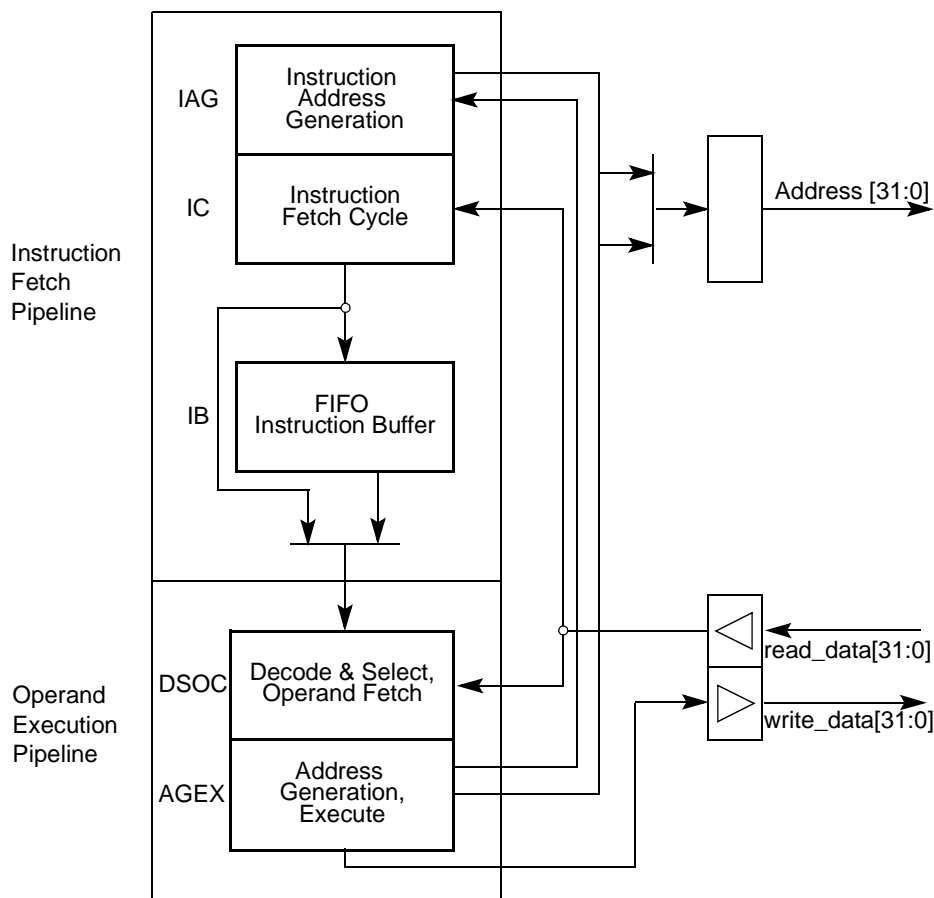 IAG
Instruction
Address
Generation
IC
Instruction
Fetch Cycle
Address [31:0]
Instruction
Fetch
Pipeline
IB
FIFO
Instruction Buffer
DSOC
Decode & Select,
Operand Fetch
read_data[31:0]
Operand
Execution
Pipeline
write_data[31:0]
AGEX
Address
Generation,
Execute